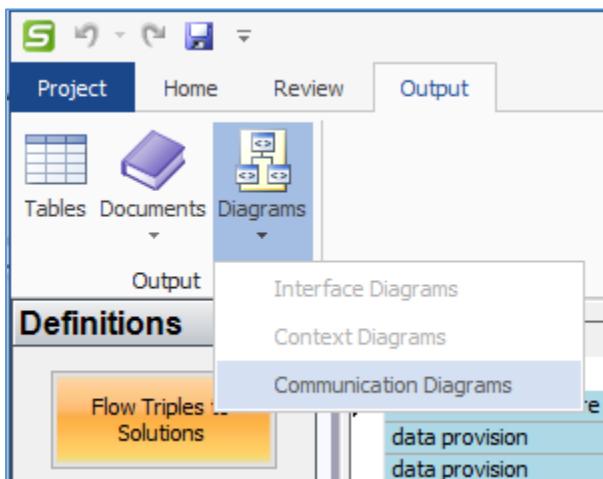 Project Home Review Output
Tables Documents Diagrams
Output
Interface Diagrams
Context Diagrams
Communication Diagrams
Definitions
Flow Triples
Solutions
data provision
data provision